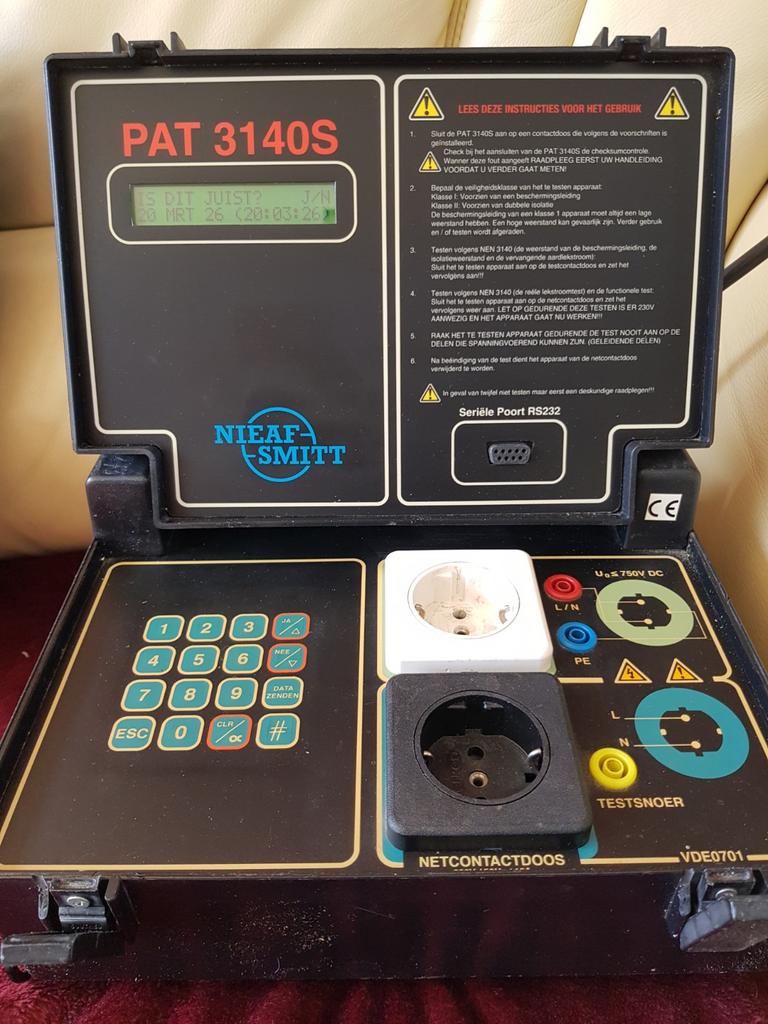 PAT 3140S
IS DIT JUIST? J/N
20 MRT 26 (20:03:26)
NIEAF-
SMITT
LEES DEZE INSTRUCTIES VOOR HET GEBRUIK
1. Sluit de PAT 3140S aan op een contactdoos die volgens de voorschriften is
geïnstalleerd.
Check bij het aansluiten van de PAT 3140S de checksumcontrole.
Wanner deze fout aangeeft RAADPLEEG EERST UW HANDLEIDING
VOORDAT U VERDER GAAT METEN!
2. Bepaal de veiligheidsklasse van het te testen apparaat:
Klasse I: Voorzien van een beschermingsleiding
Klasse II: Voorzien van dubbele isolatie
De beschermingsleiding van een klasse 1 apparaat moet altijd een lage
weerstand hebben. Een hoge weerstand kan gevaarlijk zijn. Verder gebruik
en / of testen wordt afgeraden.
3. Testen volgens NEN 3140 (de weerstand van de beschermingsleiding, de
isolatieweerstand en de vervangende aardlekstroom):
Sluit het te testen apparaat aan op de testcontactdoos en zet het
vervolgens aan!!!
4. Testen volgens NEN 3140 (de reële lekstroomtest) en de functionele test:
Sluit het te testen apparaat aan op de netcontactdoos en zet het
vervolgens weer aan. LET OP GEDURENDE DEZE TESTEN IS ER 230V
AANWEZIG EN HET APPARAAT GAAT NU WERKEN!!!
5. RAAK HET TE TESTEN APPARAAT GEDURENDE DE TEST NOOIT AAN OP DE
DELEN DIE SPANNINGVOEREND KUNNEN ZIJN. (GELEIDENDE DELEN)
6. Na beëindiging van de test dient het apparaat van de netcontactdoos
verwijderd te worden.
In geval van twijfel niet testen maar eerst een deskundige raadplegen!!!
Seriële Poort RS232
CE
1 2 3 JA/△
4 5 6 NEE/▽
7 8 9 DATA ZENDEN
ESC 0 CLR/∝ #
U₀≤750V DC
L / N
PE
L
N
TESTSNOER
NETCONTACTDOOS
VDE0701